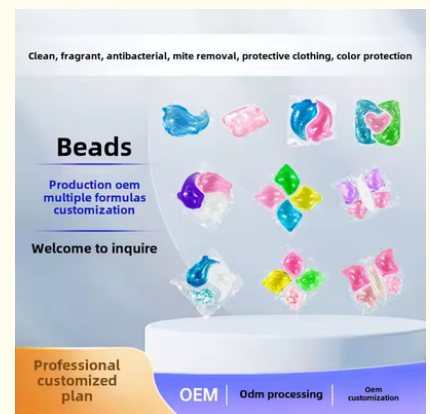 Clean, fragrant, antibacterial, mite removal, protective clothing, color protection
Beads
Production oem
multiple formulas
customization
Welcome to inquire
Professional
customized
plan
OEM
Odm processing
Oem
customization